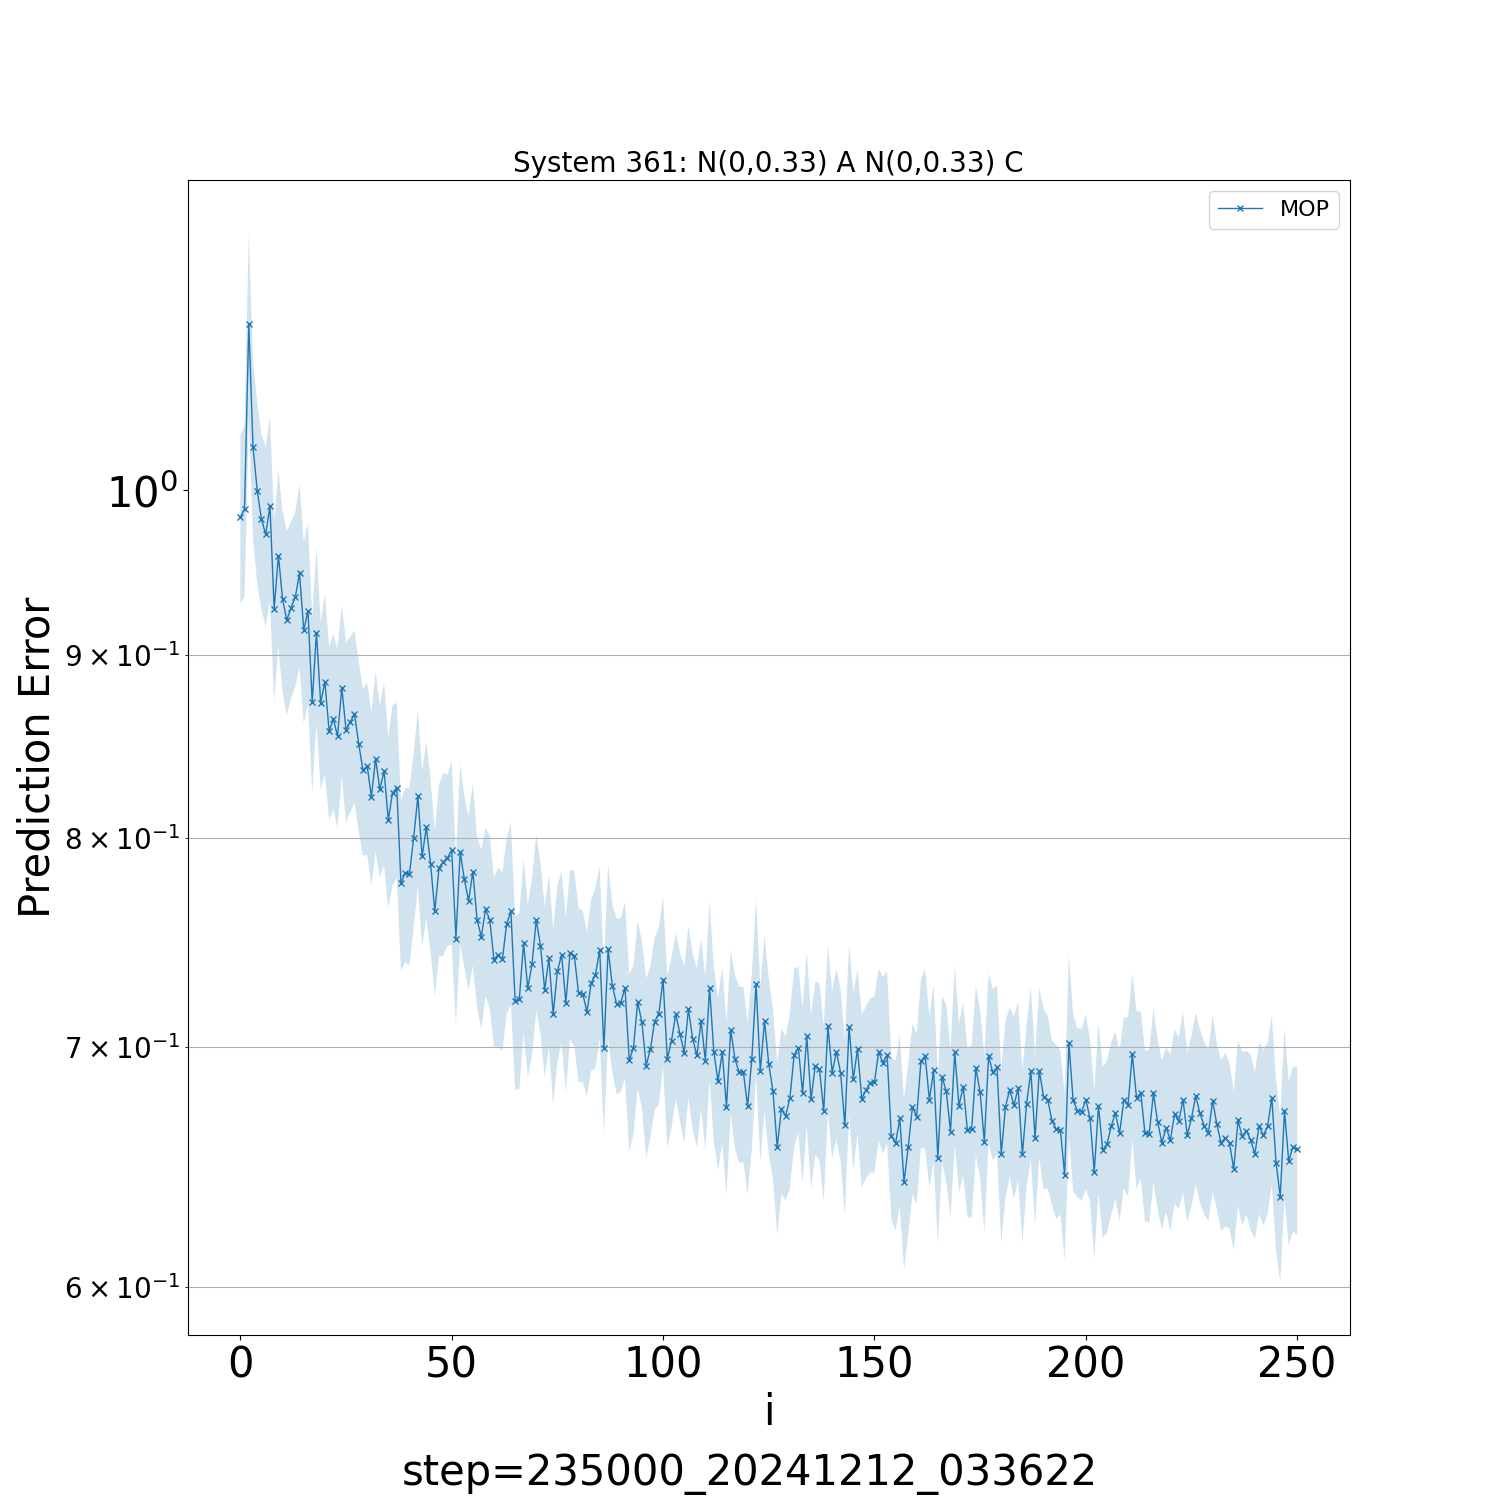 System 361: N(0,0.33) A N(0,0.33) C
MOP
10⁰
9 × 10⁻¹
8 × 10⁻¹
7 × 10⁻¹
6 × 10⁻¹
Prediction Error
0 50 100 150 200 250
i
step=235000_20241212_033622